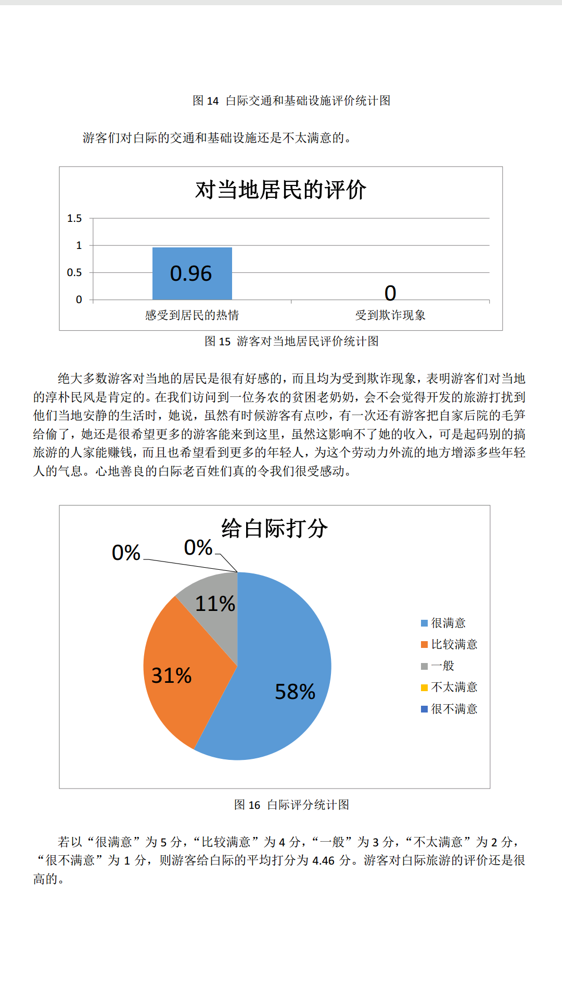 图 14 白际交通和基础设施评价统计图
游客们对白际的交通和基础设施还是不太满意的。
对当地居民的评价
1.5
1
0.5
0
0.96
0
感受到居民的热情
受到欺诈现象
图 15 游客对当地居民评价统计图
绝大多数游客对当地的居民是很有好感的，而且均为受到欺诈现象，表明游客们对当地
的淳朴民风是肯定的。在我们访问到一位务农的贫困老奶奶，会不会觉得开发的旅游打扰到
他们当地安静的生活时，她说，虽然有时候游客有点吵，有一次还有游客把自家后院的毛笋
给偷了，她还是很希望更多的游客能来到这里，虽然这影响不了她的收入，可是起码别的搞
旅游的人家能赚钱，而且也希望看到更多的年轻人，为这个劳动力外流的地方增添多些年轻
人的气息。心地善良的白际老百姓们真的令我们很受感动。
给白际打分
0%
0%
11%
31%
58%
很满意
比较满意
一般
不太满意
很不满意
图 16 白际评分统计图
若以“很满意”为 5 分，“比较满意”为 4 分，“一般”为 3 分，“不太满意”为 2 分，
“很不满意”为 1 分，则游客给白际的平均打分为 4.46 分。游客对白际旅游的评价还是很
高的。